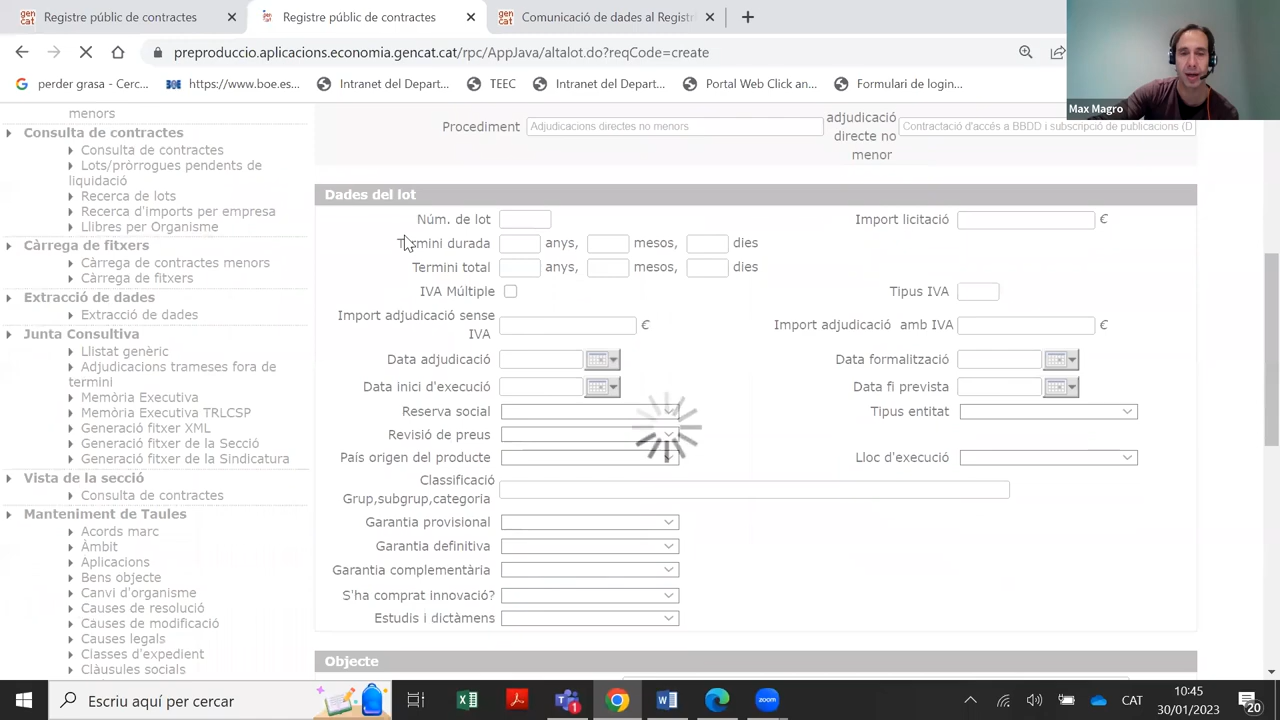 Registre públic de contractes
Registre públic de contractes
Comunicació de dades al Registr
preproduccio.aplicacions.economia.gencat.cat/rpc/AppJava/altalot.do?reqCode=create
perder grasa - Cerc...
https://www.boe.es...
Intranet del Depart...
TEEC
Intranet del Depart...
Portal Web Click an...
Formulari de login...
Max Magro
menors
Consulta de contractes
Consulta de contractes
Lots/pròrrogues pendents de
liquidació
Recerca de lots
Recerca d'imports per empresa
Llibres per Organisme
Càrrega de fitxers
Càrrega de contractes menors
Càrrega de fitxers
Extracció de dades
Extracció de dades
Junta Consultiva
Llistat genèric
Adjudicacions trameses fora de
termini
Memòria Executiva
Memòria Executiva TRLCSP
Generació fitxer XML
Generació fitxer de la Secció
Generació fitxer de la Sindicatura
Vista de la secció
Consulta de contractes
Manteniment de Taules
Acords marc
Àmbit
Aplicacions
Bens objecte
Canvi d'organisme
Causes de resolució
Causes de modificació
Causes legals
Classes d'expedient
Clàusules socials
Procediment Adjudicacions directes no menors
adjudicació
directe no
menor
Contractació d'accés a BBDD i subscripció de publicacions (D
Dades del lot
Núm. de lot Import licitació €
Termini durada anys, mesos, dies
Termini total anys, mesos, dies
IVA Múltiple Tipus IVA
Import adjudicació sense
IVA € Import adjudicació amb IVA €
Data adjudicació Data formalització
Data inici d'execució Data fi prevista
Reserva social Tipus entitat
Revisió de preus
País origen del producte Lloc d'execució
Classificació
Grup,subgrup,categoria
Garantia provisional
Garantia definitiva
Garantia complementària
S'ha comprat innovació?
Estudis i dictàmens
Objecte
Escriu aquí per cercar
CAT
10:45
30/01/2023
20